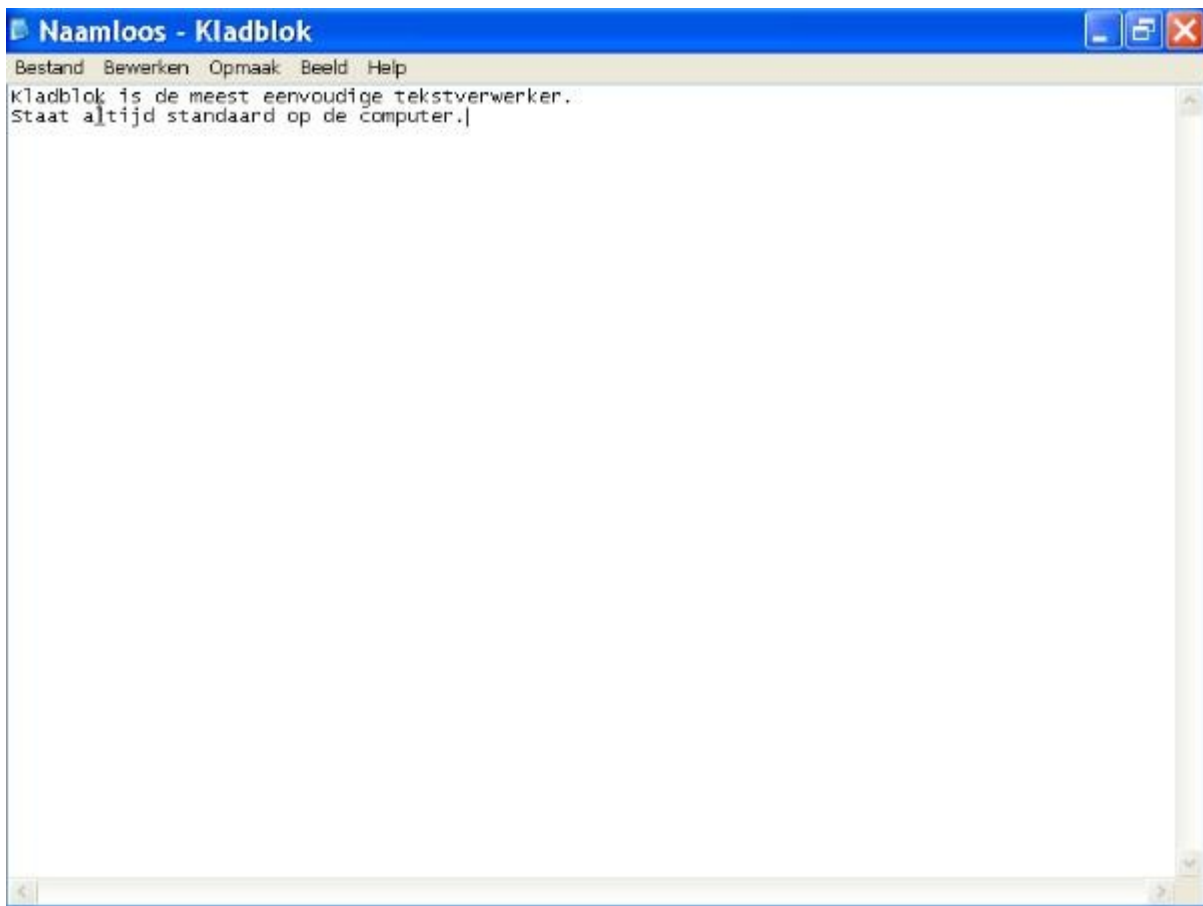 Naamloos - Kladblok
Bestand Bewerken Opmaak Beeld Help
Kladblok is de meest eenvoudige tekstverwerker.
Staat altijd standaard op de computer.